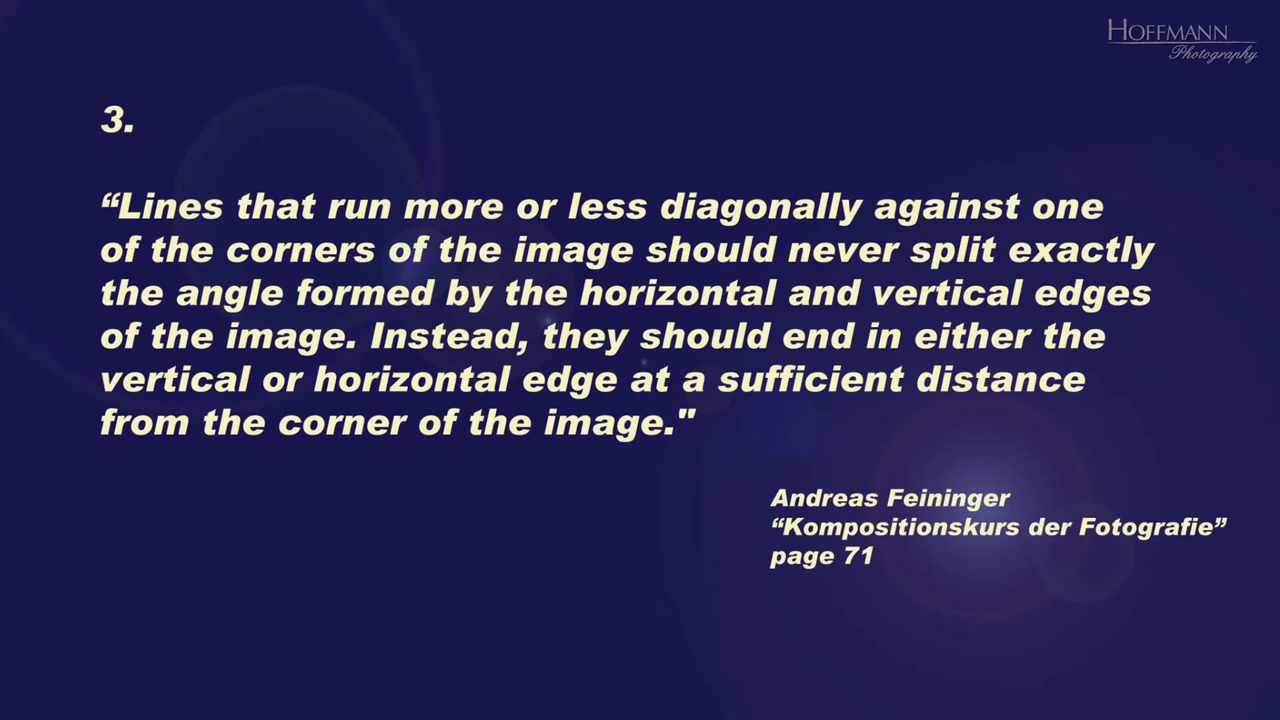 HOFFMANN
Photography
3.
“Lines that run more or less diagonally against one
of the corners of the image should never split exactly
the angle formed by the horizontal and vertical edges
of the image. Instead, they should end in either the
vertical or horizontal edge at a sufficient distance
from the corner of the image."
Andreas Feininger
“Kompositionskurs der Fotografie”
page 71